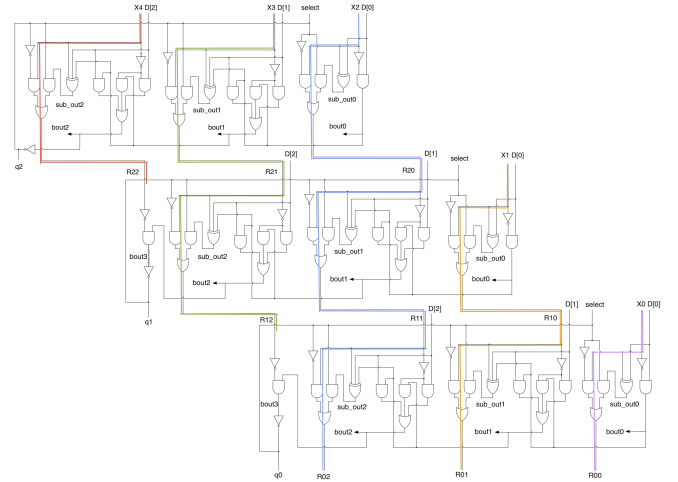 X4 D[2] X3 D[1] select X2 D[0]
sub_out2 sub_out1 sub_out0
bout2 bout1 bout0
q2
R22 R21 D[2] R20 D[1] select X1 D[0]
sub_out2 sub_out1 sub_out0
bout3 bout2 bout1 bout0
q1
R12 R11 D[2] R10 D[1] select X0 D[0]
bout3 sub_out2 sub_out1 sub_out0
bout2 bout1 bout0
q0 R02 R01 R00